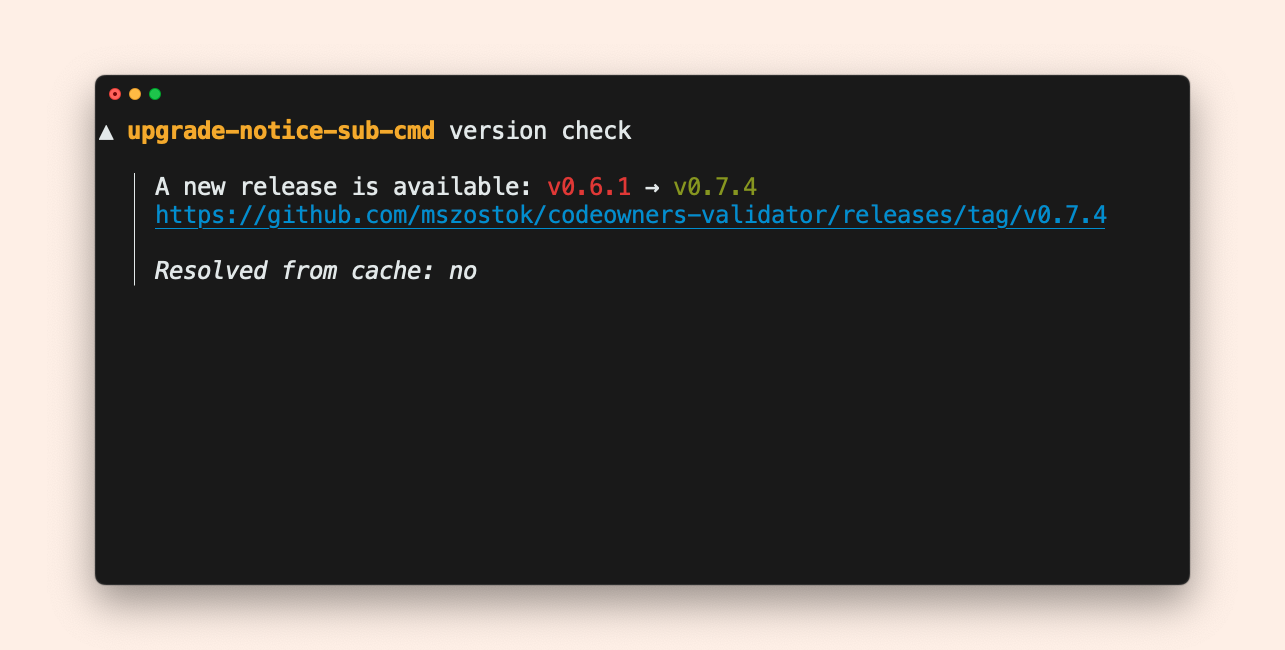 ▲ upgrade-notice-sub-cmd version check
A new release is available: v0.6.1 → v0.7.4
https://github.com/mszostok/codeowners-validator/releases/tag/v0.7.4
Resolved from cache: no